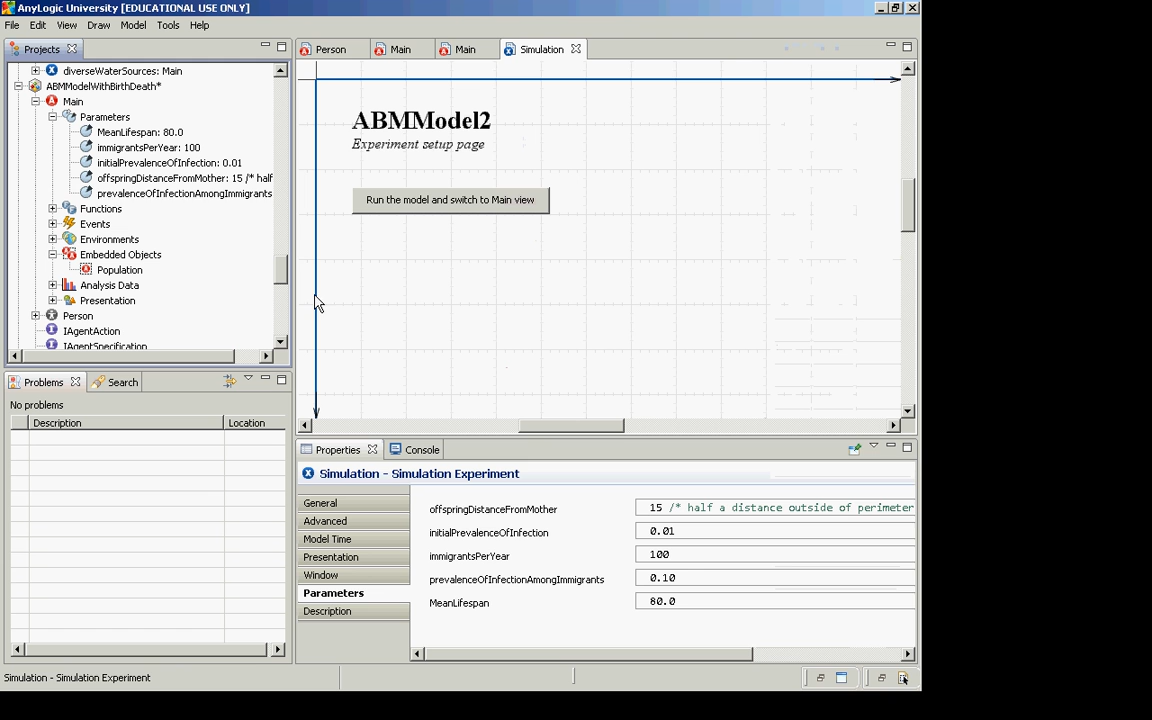 AnyLogic University [EDUCATIONAL USE ONLY]
File Edit View Draw Model Tools Help
Projects
diverseWaterSources: Main
ABMModelWithBirthDeath*
Main
Parameters
MeanLifespan: 80.0
immigrantsPerYear: 100
initialPrevalenceOfInfection: 0.01
offspringDistanceFromMother: 15 /* half
prevalenceOfInfectionAmongImmigrants
Functions
Events
Environments
Embedded Objects
Population
Analysis Data
Presentation
Person
IAgentAction
IAgentSpecification
Problems Search
No problems
Description Location
Person Main Main Simulation
ABMModel2
Experiment setup page
Run the model and switch to Main view
Properties Console
Simulation - Simulation Experiment
General
Advanced
Model Time
Presentation
Window
Parameters
Description
offspringDistanceFromMother 15 /* half a distance outside of perimeter
initialPrevalenceOfInfection 0.01
immigrantsPerYear 100
prevalenceOfInfectionAmongImmigrants 0.10
MeanLifespan 80.0
Simulation - Simulation Experiment